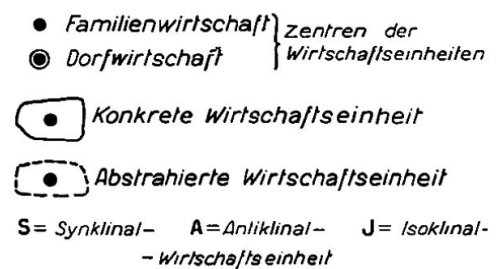 Familienwirtschaft
Dorfwirtschaft
Zentren der
Wirtschaftseinheiten
Konkrete Wirtschaftseinheit
Abstrahierte Wirtschaftseinheit
S = Synklinal- A = Antiklinal- J = Isoklinal-
- Wirtschaftseinheit